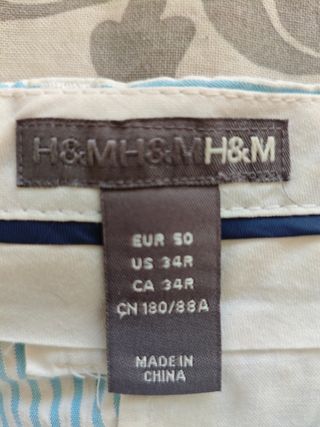 H&MH&MH&M
EUR 50
US 34R
CA 34R
CN 180/88A
MADE IN
CHINA